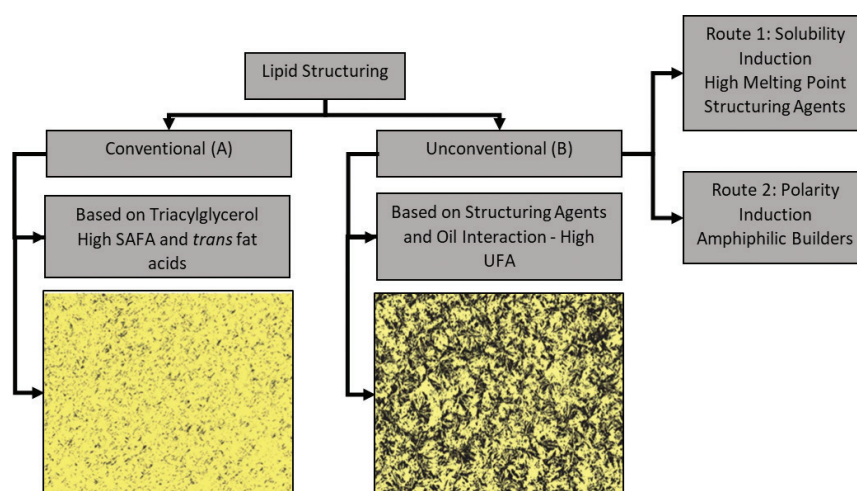 Lipid Structuring
Conventional (A)
Based on Triacylglycerol
High SAFA and trans fat
acids
Unconventional (B)
Based on Structuring Agents
and Oil Interaction - High
UFA
Route 1: Solubility
Induction
High Melting Point
Structuring Agents
Route 2: Polarity
Induction
Amphiphilic Builders